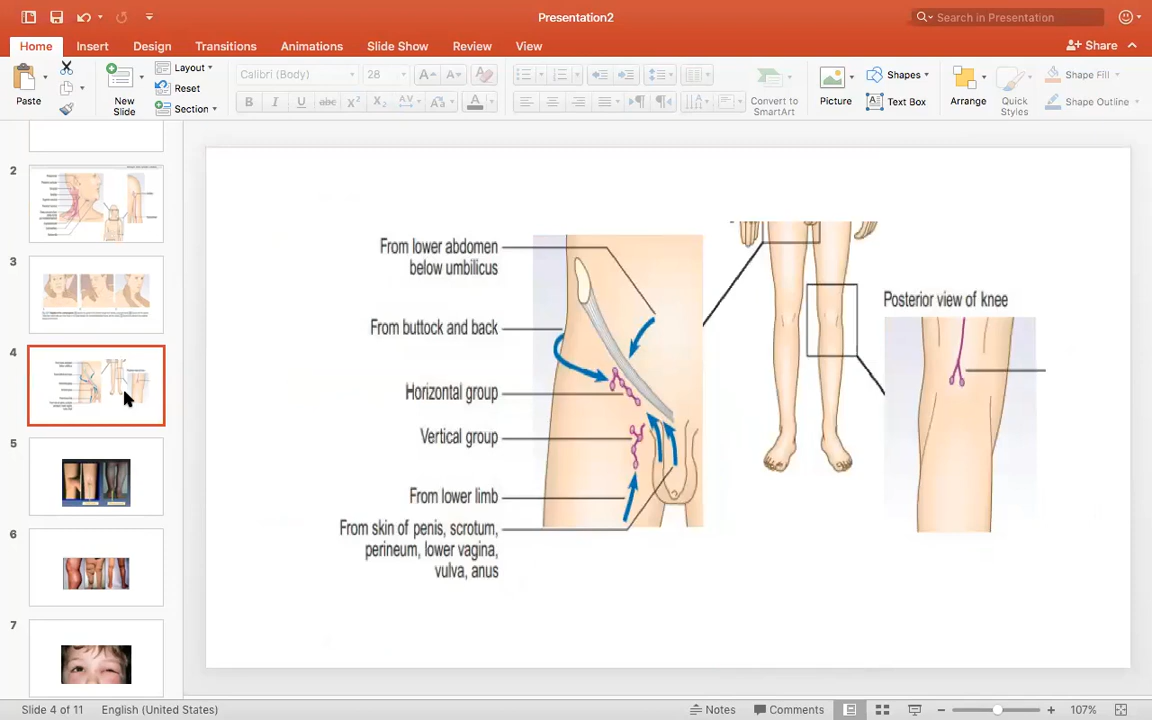 Presentation2
Search in Presentation
Home
Insert
Design
Transitions
Animations
Slide Show
Review
View
Share
Paste
New
Slide
Layout
Reset
Section
Calibri (Body)
28
B
I
U
abc
X2
X2
Convert to
SmartArt
Picture
Shapes
Text Box
Arrange
Quick
Styles
Shape Fill
Shape Outline
2
3
4
5
6
7
From lower abdomen
below umbilicus
From buttock and back
Horizontal group
Vertical group
From lower limb
From skin of penis, scrotum,
perineum, lower vagina,
vulva, anus
Posterior view of knee
Slide 4 of 11
English (United States)
Notes
Comments
107%